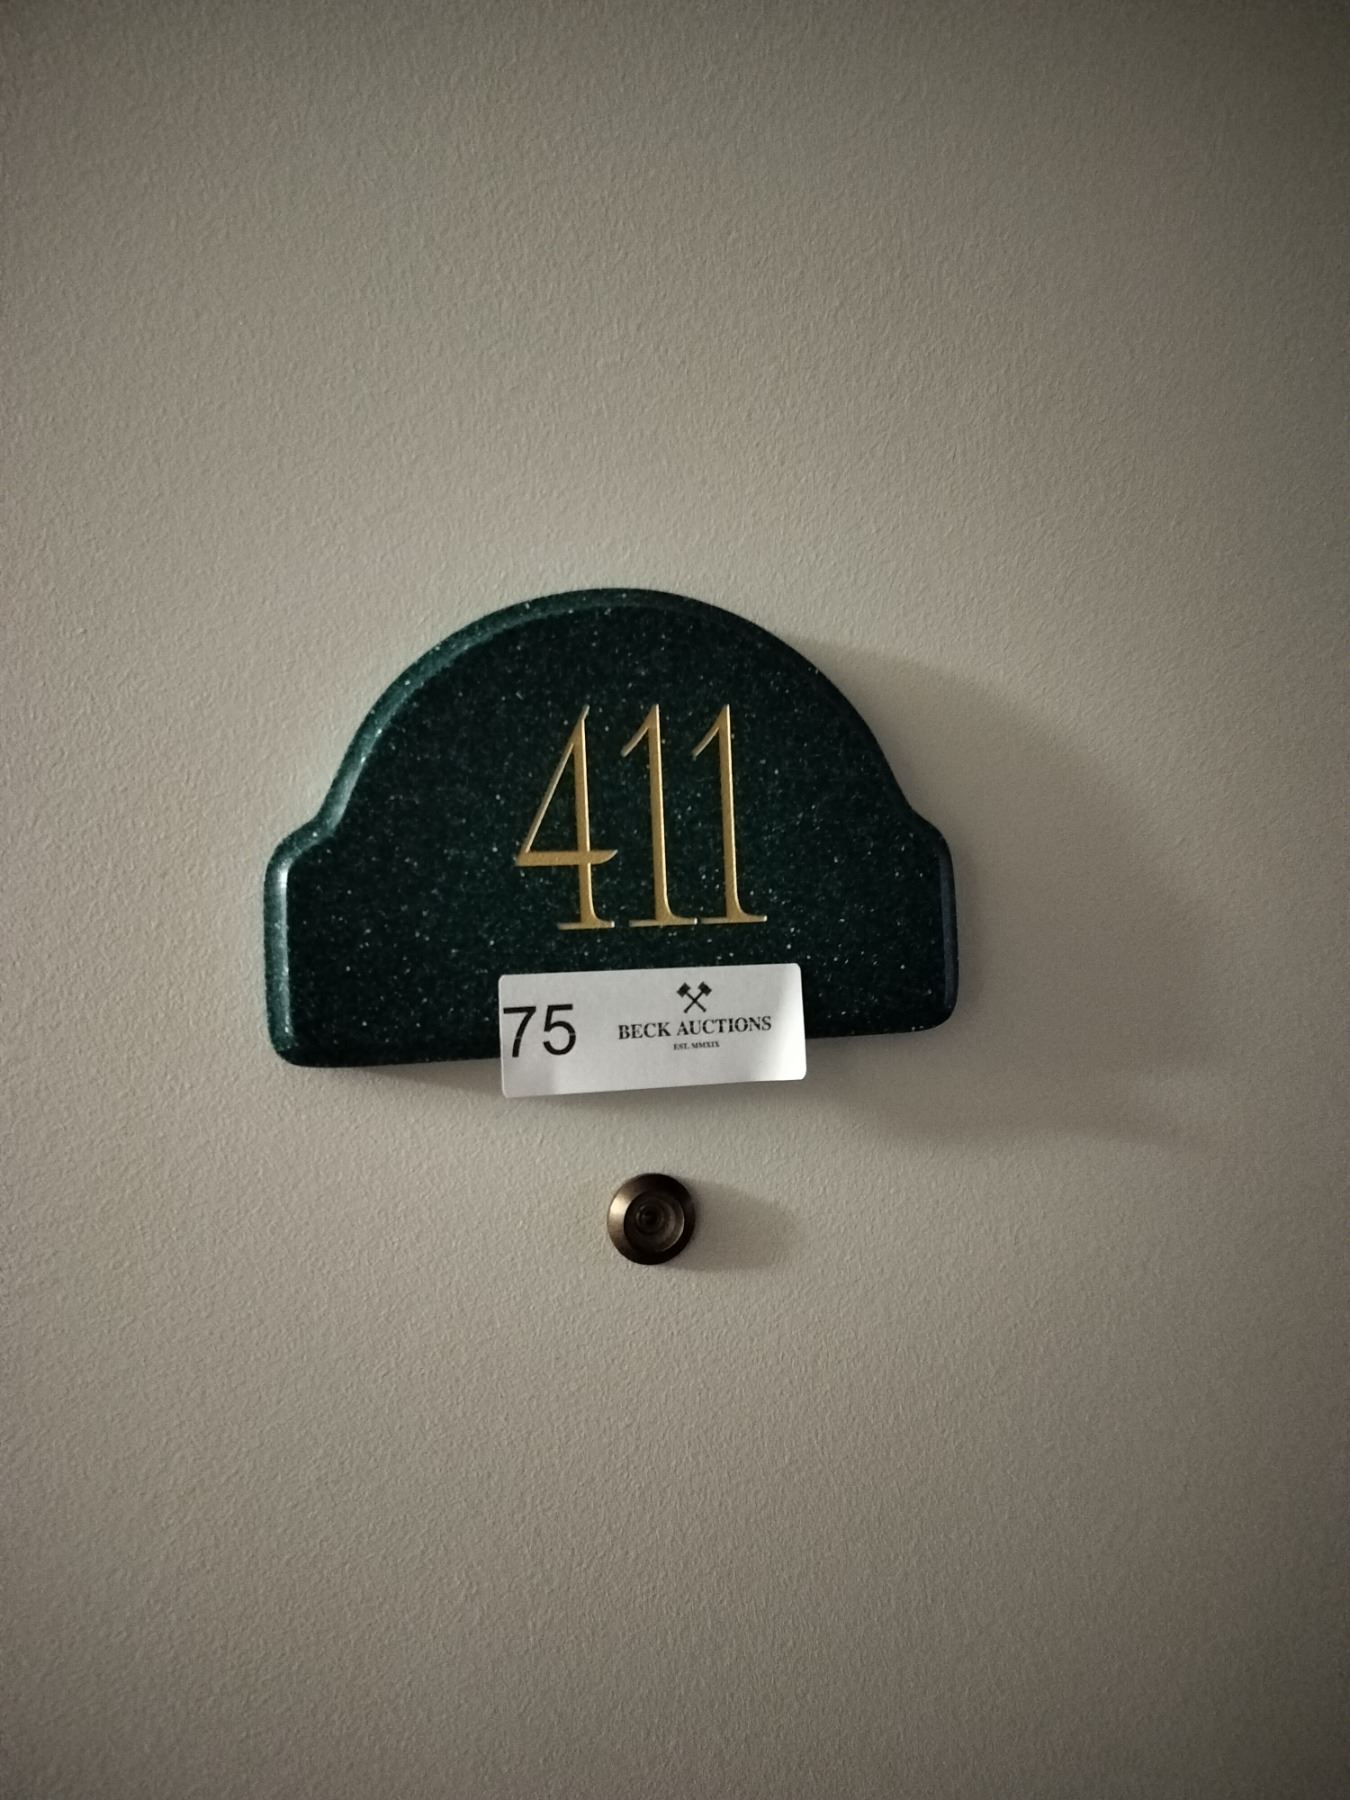 411
75
BECK AUCTIONS
EST. MMXIX